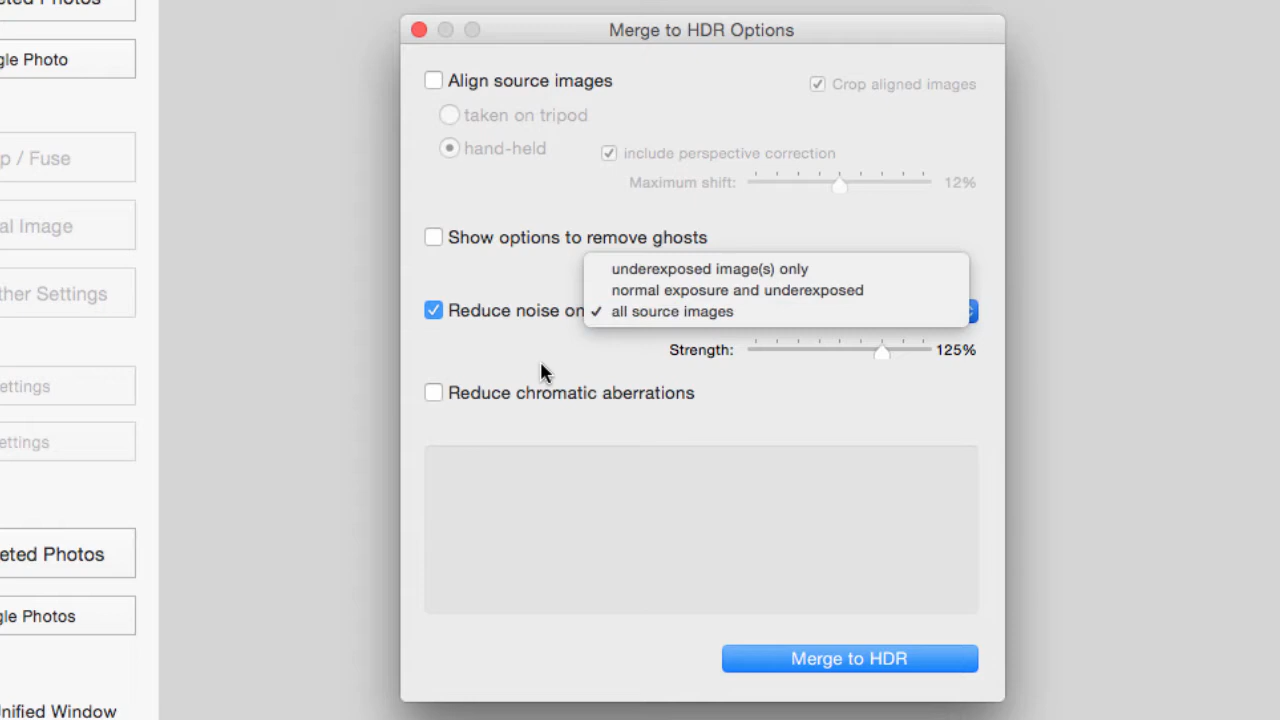 eted Photos
gle Photo
p / Fuse
al Image
ther Settings
ettings
ettings
eted Photos
gle Photos
Unified Window
Merge to HDR Options
Align source images
Crop aligned images
taken on tripod
hand-held
include perspective correction
Maximum shift:
12%
Show options to remove ghosts
underexposed image(s) only
normal exposure and underexposed
Reduce noise on
✓ all source images
Strength:
125%
Reduce chromatic aberrations
Merge to HDR